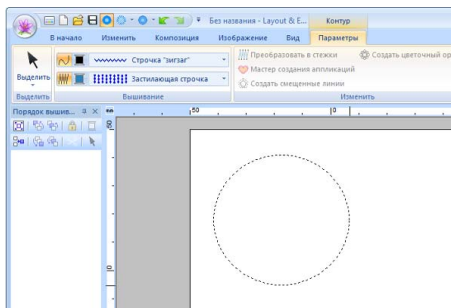 Без названия - Layout & E...
Контур
В начало
Изменить
Композиция
Изображение
Вид
Параметры
Выделить
Строчка "зигзаг"
Застилающая строчка
Преобразовать в стежки
Мастер создания аппликаций
Создать смещенные линии
Создать цветочный ор
Выделить
Вышивание
Изменить
Порядок вышив...
50
0